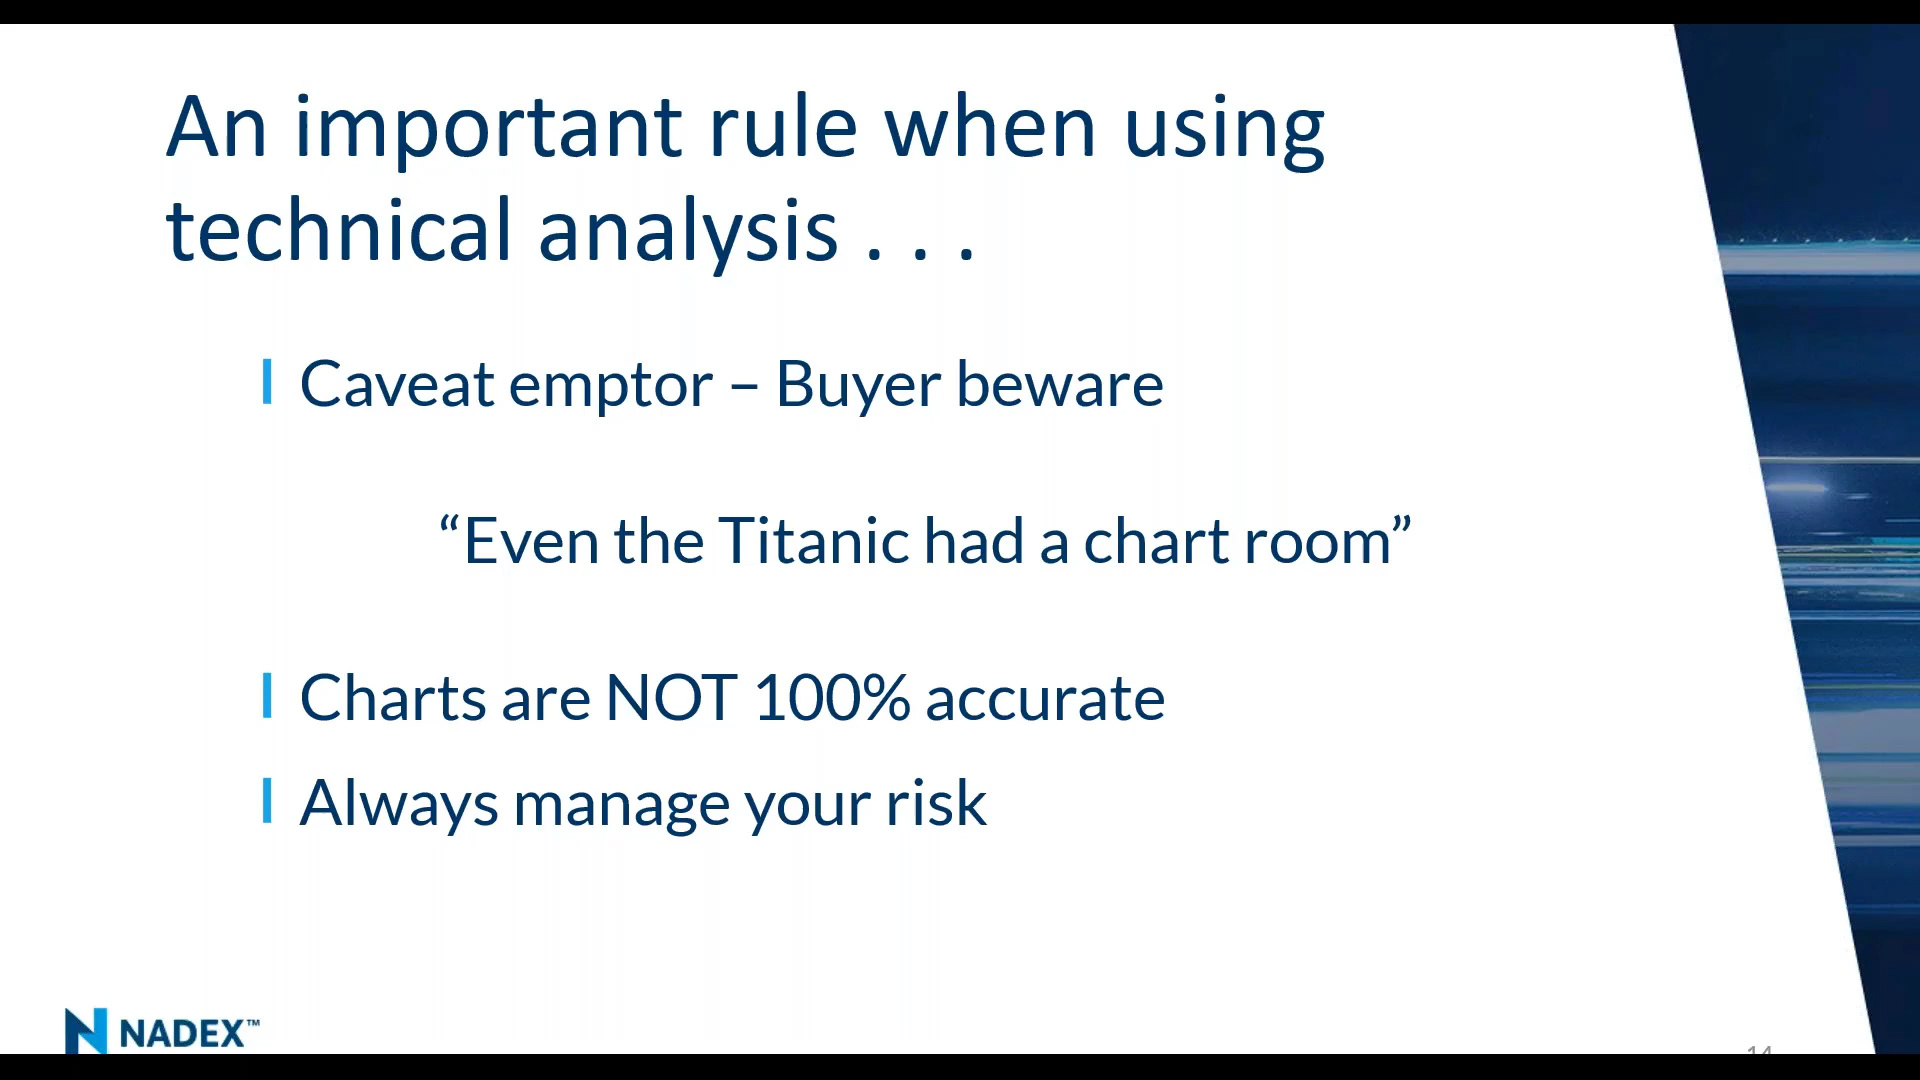 An important rule when using
technical analysis . . .
Caveat emptor – Buyer beware
“Even the Titanic had a chart room”
Charts are NOT 100% accurate
Always manage your risk
NADEX™